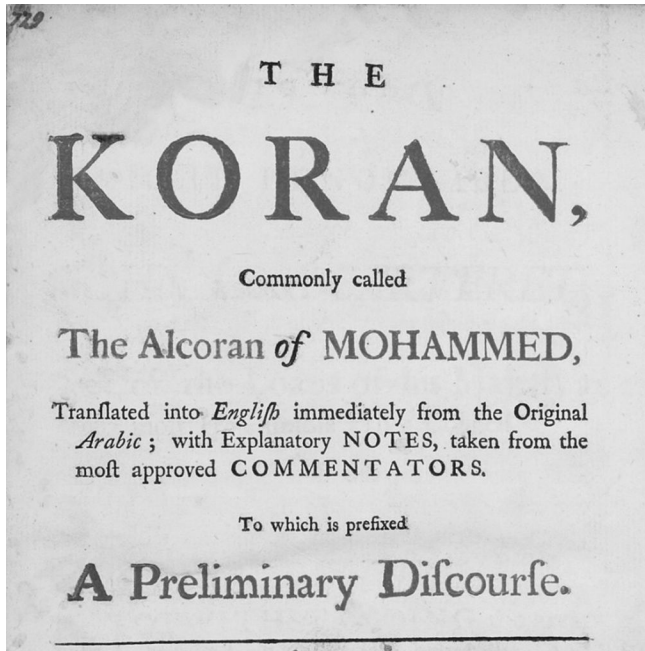 729
THE
KORAN,
Commonly called
The Alcoran of MOHAMMED,
Tranſlated into Engliſh immediately from the Original
Arabic; with Explanatory NOTES, taken from the
moſt approved COMMENTATORS.
To which is prefixed
A Preliminary Diſcourſe.